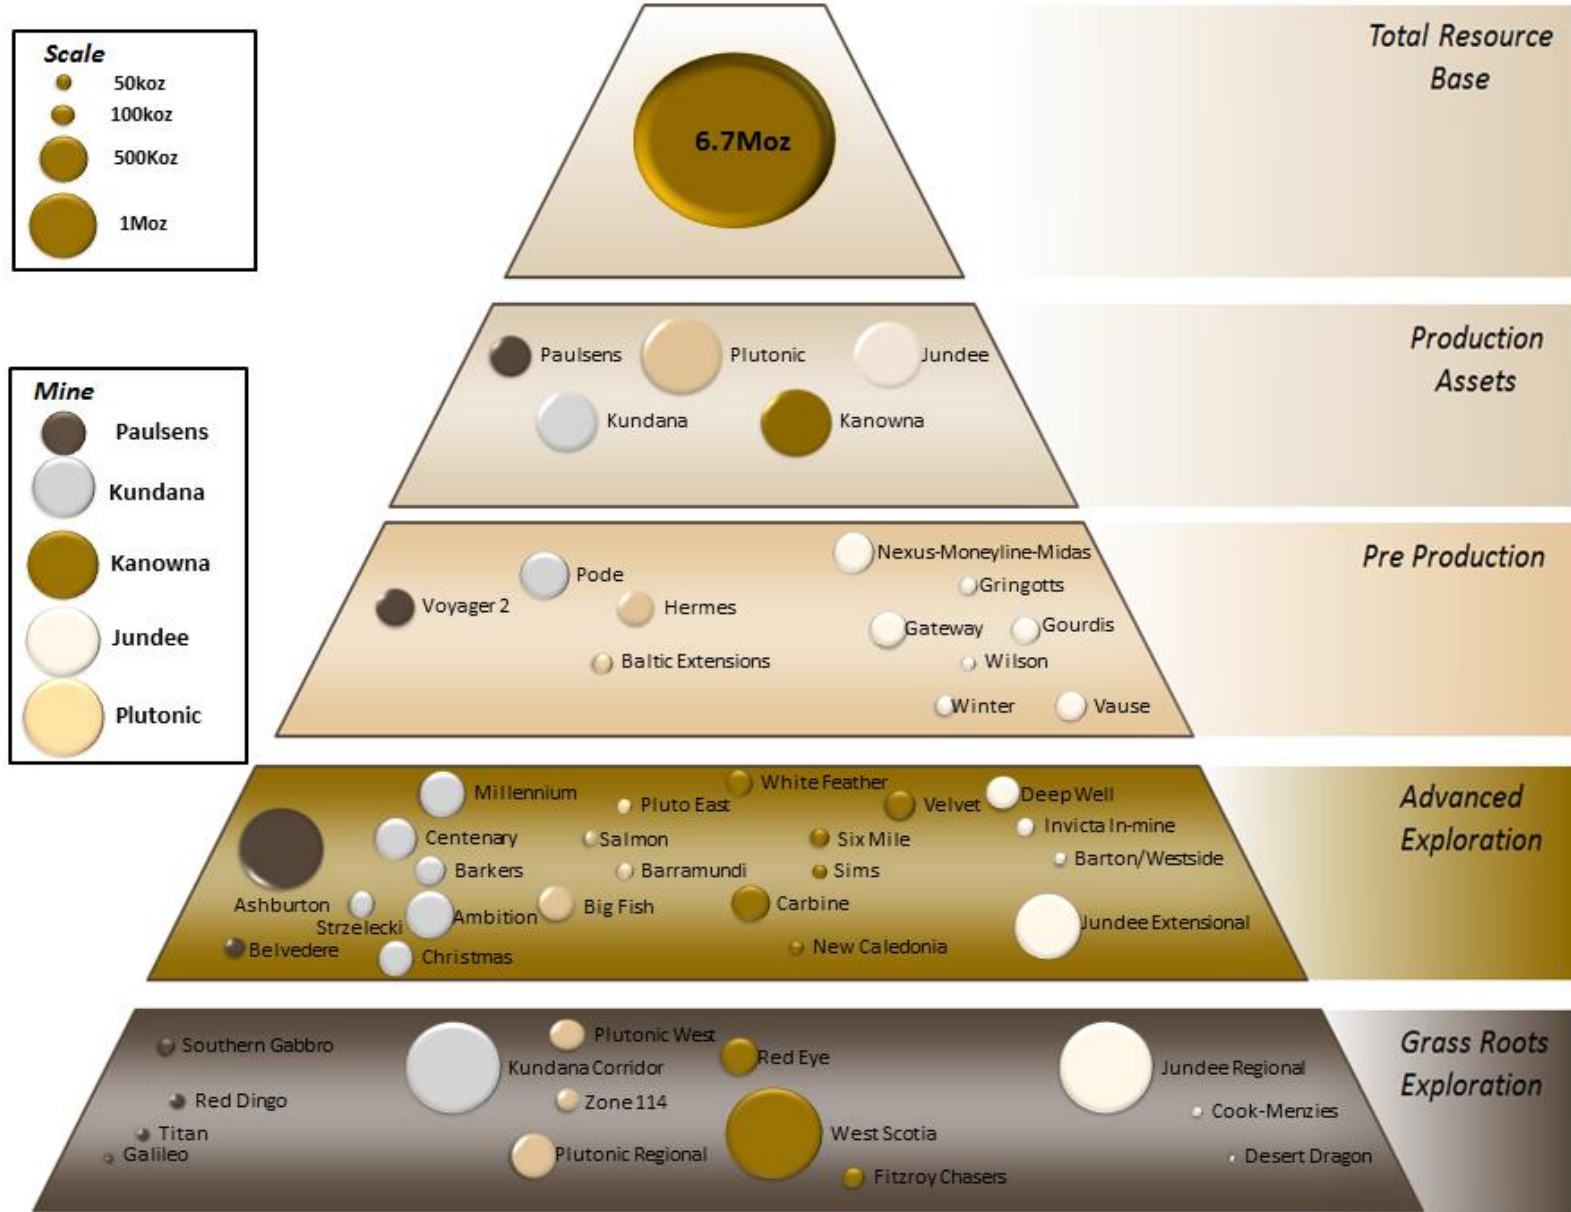 Scale
50koz
100koz
500Koz
1Moz
Mine
Paulsens
Kundana
Kanowna
Jundee
Plutonic
6.7Moz
Total Resource
Base
Paulsens
Plutonic
Jundee
Kundana
Kanowna
Production
Assets
Nexus-Moneyline-Midas
Pode
Gringotts
Voyager 2
Hermes
Gateway
Gourdis
Baltic Extensions
Wilson
Winter
Vause
Pre Production
Millennium
White Feather
Pluto East
Velvet
Deep Well
Centenary
Salmon
Six Mile
Invicta In-mine
Barkers
Barramundi
Sims
Barton/Westside
Ashburton
Strzelecki
Ambition
Big Fish
Carbine
Jundee Extensional
Belvedere
Christmas
New Caledonia
Advanced
Exploration
Southern Gabbro
Plutonic West
Kundana Corridor
Red Eye
Jundee Regional
Red Dingo
Zone 114
Cook-Menzies
Titan
West Scotia
Galileo
Plutonic Regional
Desert Dragon
Fitzroy Chasers
Grass Roots
Exploration